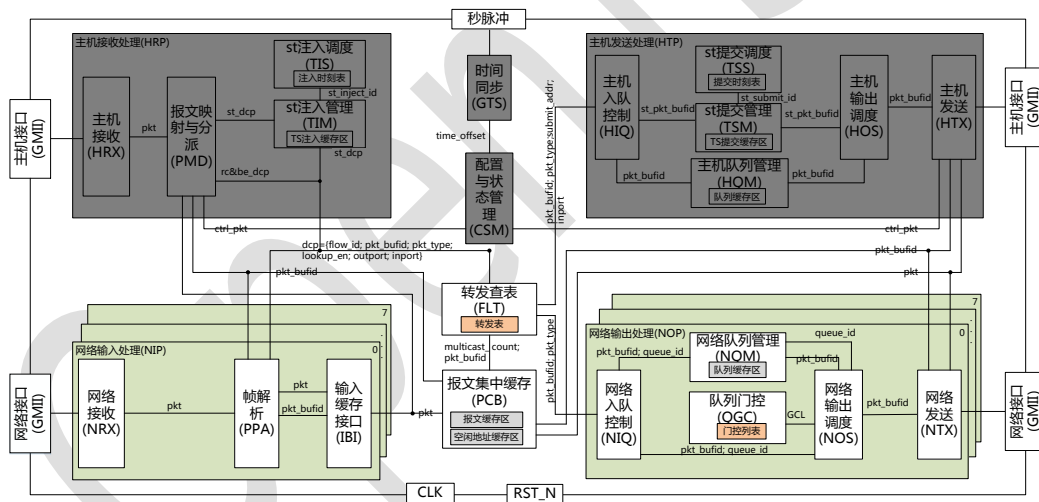 秒脉冲
主机接收处理(HRP)
st注入调度
(TIS)
注入时刻表
st_inject_id
st注入管理
(TIM)
TS注入缓存区
st_dcp
st_dcp
主机
接收
(HRX)
pkt
报文映
射与分
派
(PMD)
rc&be_dcp
主机接口
(GMII)
时间
同步
(GTS)
time_offset
配置
与状
态管
理
(CSM)
pkt_bufid; pkt_type;submit_addr;
inport
主机发送处理(HTP)
主机
入队
控制
(HIQ)
st_pkt_bufid
st提交调度
(TSS)
提交时刻表
st_submit_id
st提交管理
(TSM)
TS提交缓存区
st_pkt_bufid
主机队列管理
(HQM)
队列缓存区
pkt_bufid
pkt_bufid
主机
输出
调度
(HOS)
pkt_bufid
主机
发送
(HTX)
主机接口
(GMII)
ctrl_pkt
ctrl_pkt
dcp={flow_id; pkt_bufid; pkt_type;
lookup_en; outport; inport}
pkt_bufid
pkt_bufid
pkt
转发查表
(FLT)
转发表
multicast_count;
pkt_bufid
pkt_bufid; pkt_type
报文集中缓存
(PCB)
报文缓存区
空闲地址缓存区
pkt
7
0
网络输入处理(NIP)
网络
接收
(NRX)
pkt
帧解
析
(PPA)
pkt
pkt_bufid
输入
缓存
接口
(IBI)
网络接口
(GMII)
7
0
网络输出处理(NOP)
网络
入队
控制
(NIQ)
pkt_bufid; queue_id
网络队列管理
(NQM)
队列缓存区
queue_id
pkt_bufid
队列门控
(QGC)
门控列表
GCL
pkt_bufid; queue_id
网络
输出
调度
(NOS)
pkt_bufid
网络
发送
(NTX)
网络接口
(GMII)
CLK
RST_N